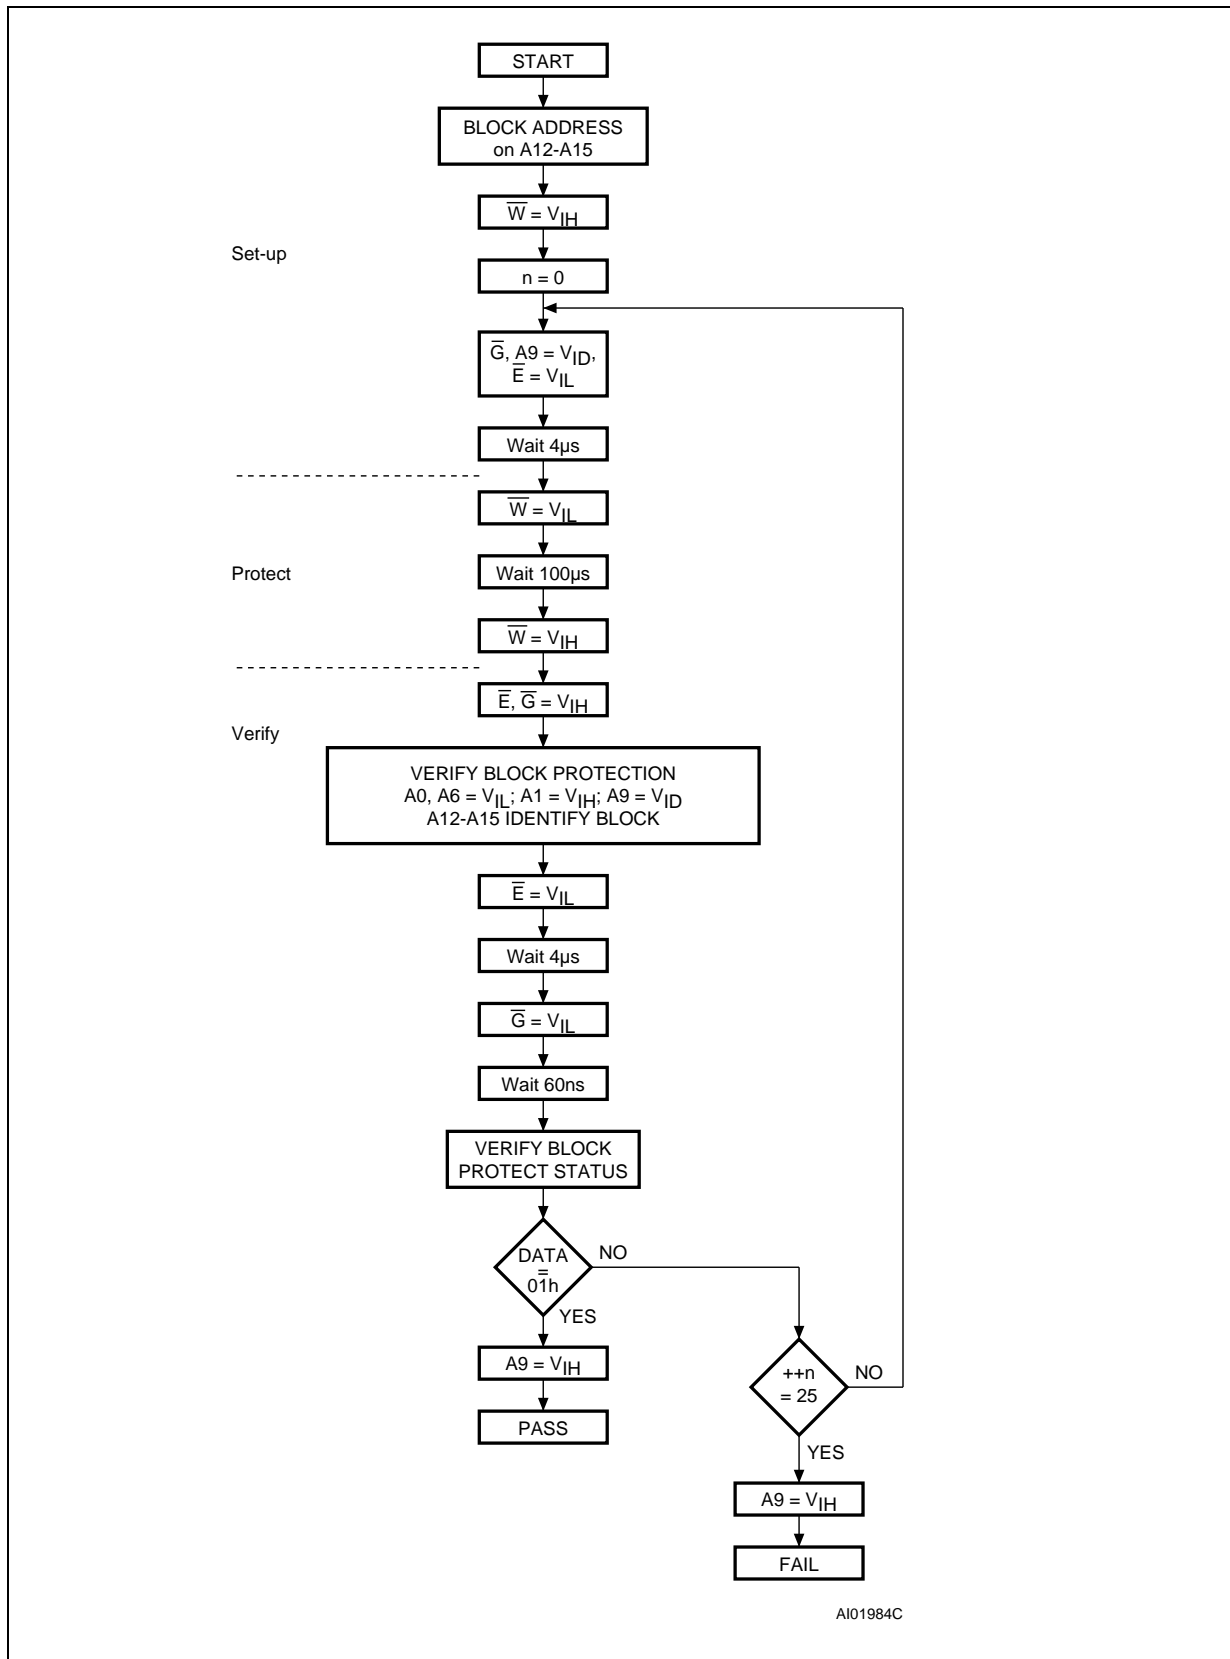 START
BLOCK ADDRESS
on A12-A15
W̅ = VIH
Set-up
n = 0
G̅, A9 = VID,
E̅ = VIL
Wait 4µs
W̅ = VIL
Protect
Wait 100µs
W̅ = VIH
E̅, G̅ = VIH
Verify
VERIFY BLOCK PROTECTION
A0, A6 = VIL; A1 = VIH; A9 = VID
A12-A15 IDENTIFY BLOCK
E̅ = VIL
Wait 4µs
G̅ = VIL
Wait 60ns
VERIFY BLOCK
PROTECT STATUS
DATA
=
01h
NO
YES
A9 = VIH
PASS
++n
= 25
NO
YES
A9 = VIH
FAIL
AI01984C